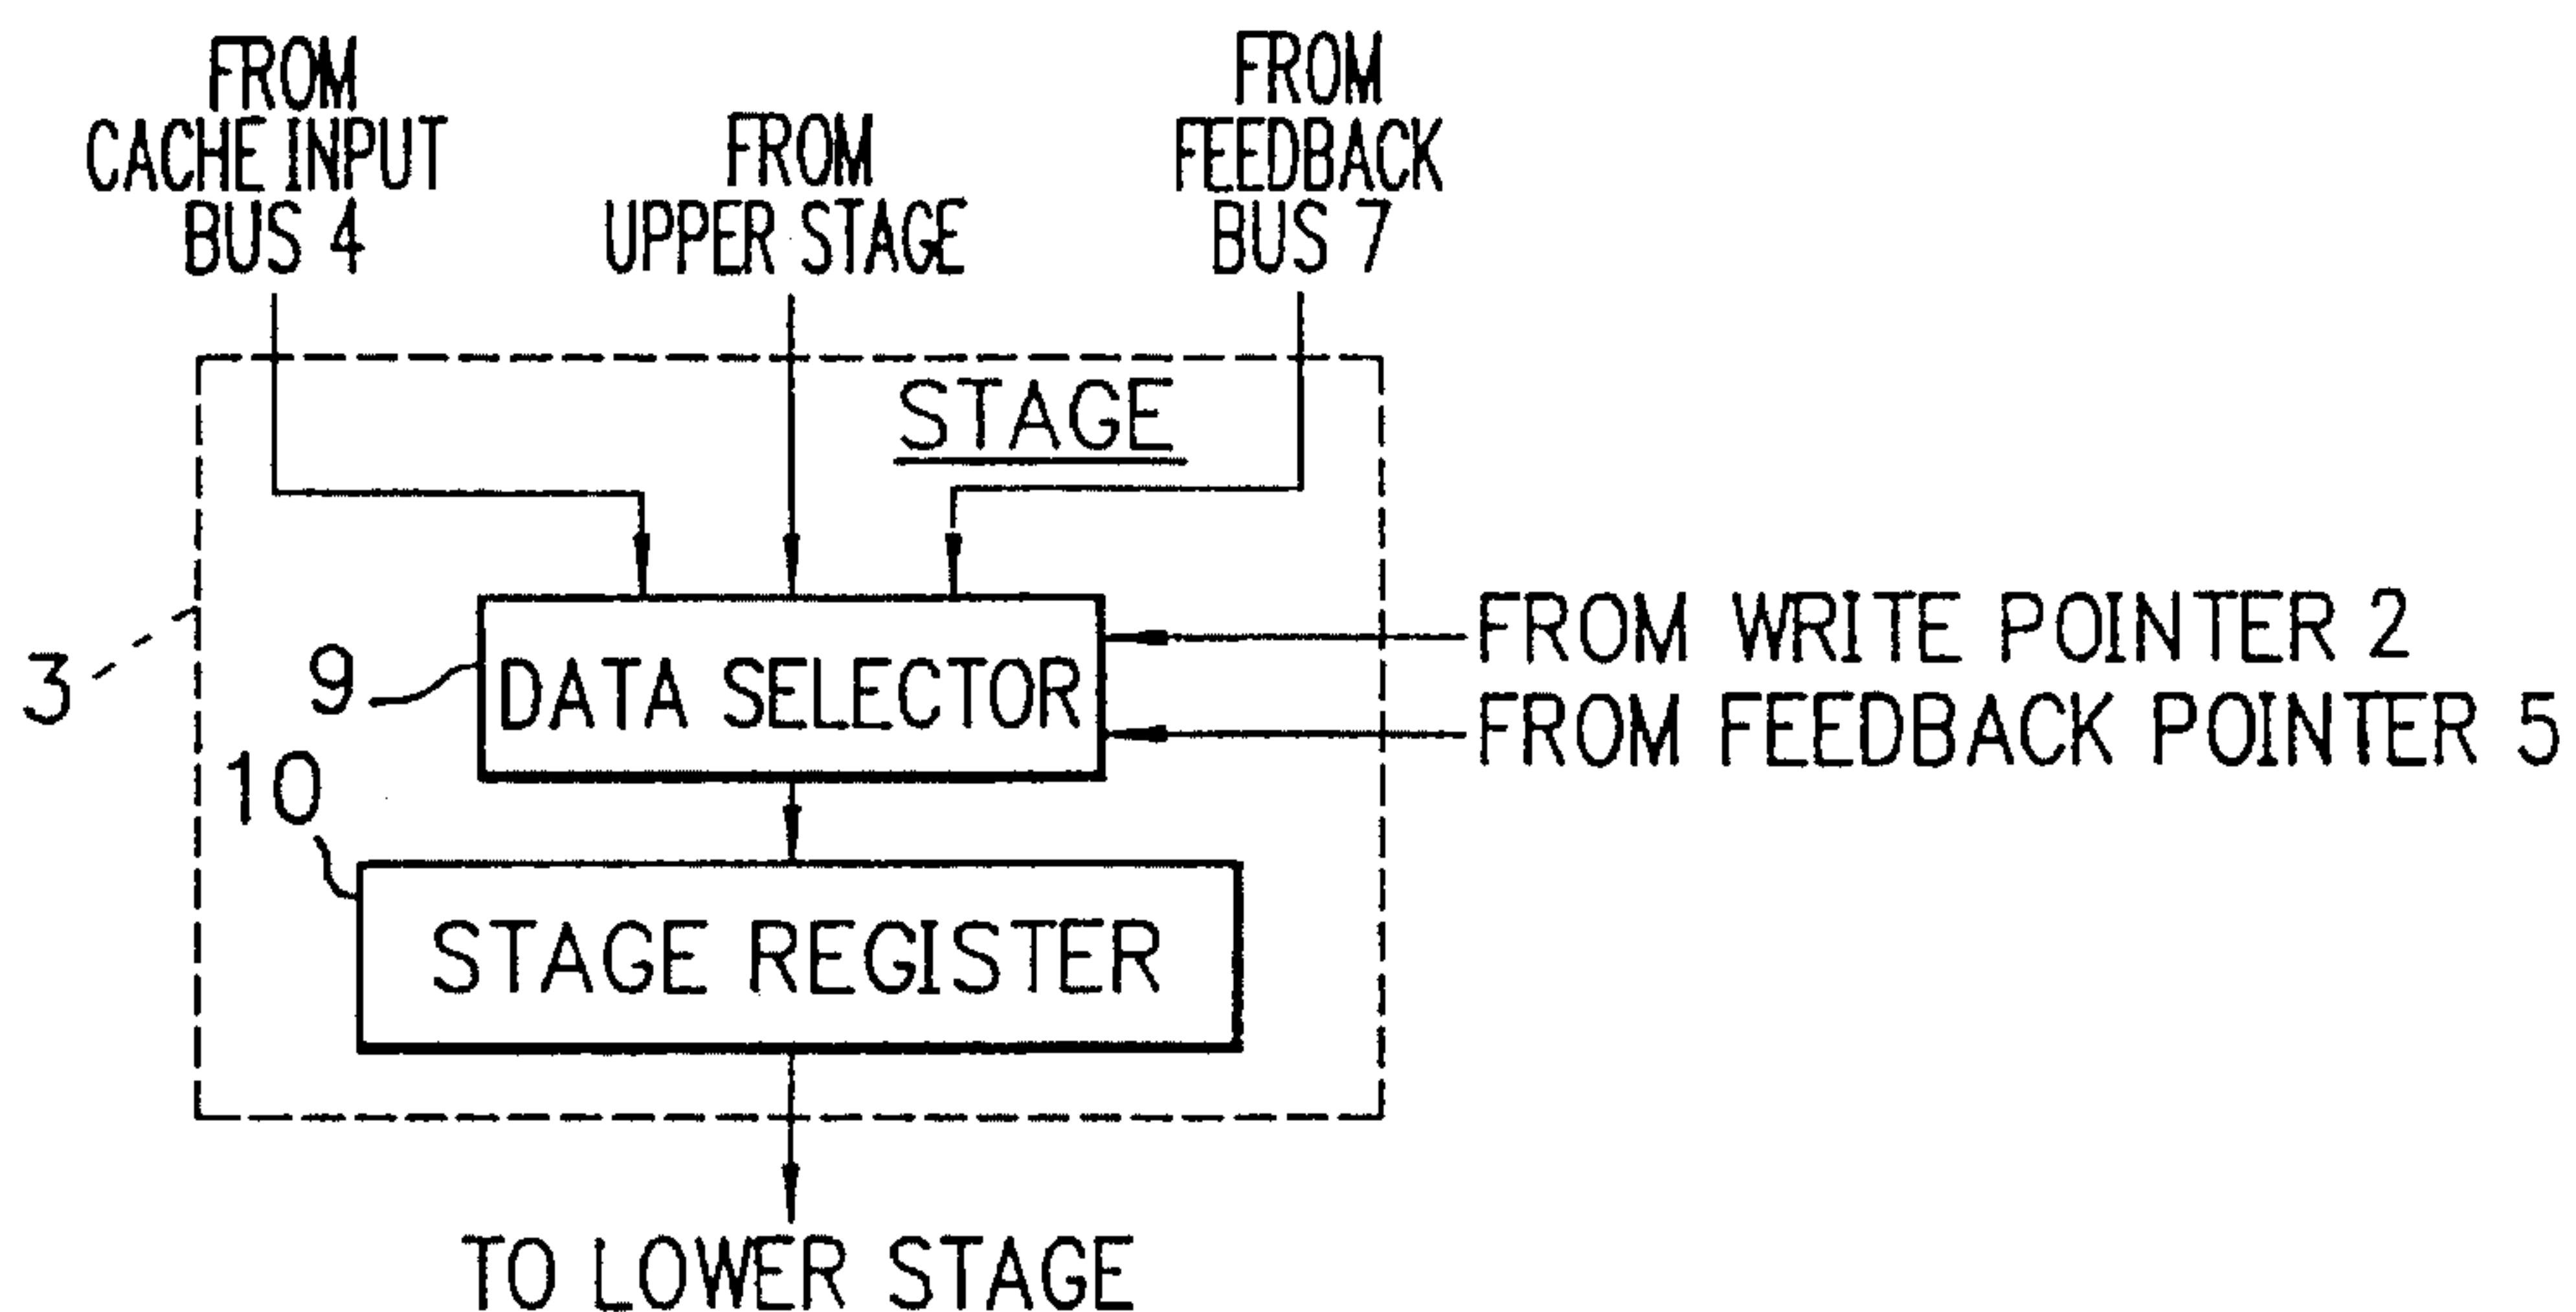 FROM
CACHE INPUT
BUS 4
FROM
UPPER STAGE
FROM
FEEDBACK
BUS 7
STAGE
3
9
DATA SELECTOR
FROM WRITE POINTER 2
FROM FEEDBACK POINTER 5
10
STAGE REGISTER
TO LOWER STAGE